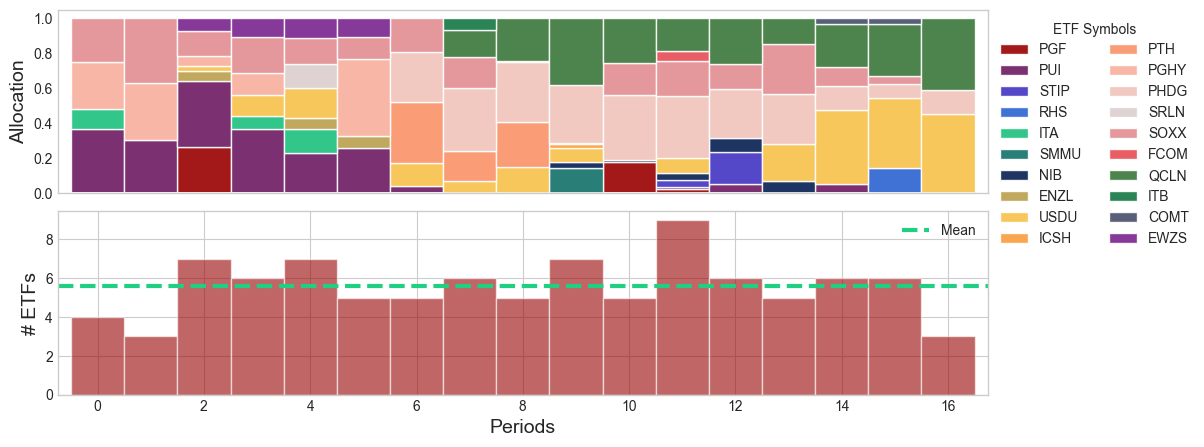 1.0
0.8
0.6
0.4
0.2
0.0
Allocation
ETF Symbols
PGF PTH
PUI PGHY
STIP PHDG
RHS SRLN
ITA SOXX
SMMU FCOM
NIB QCLN
ENZL ITB
USDU COMT
ICSH EWZS
8
6
4
2
0
# ETFs
Mean
0 2 4 6 8 10 12 14 16
Periods